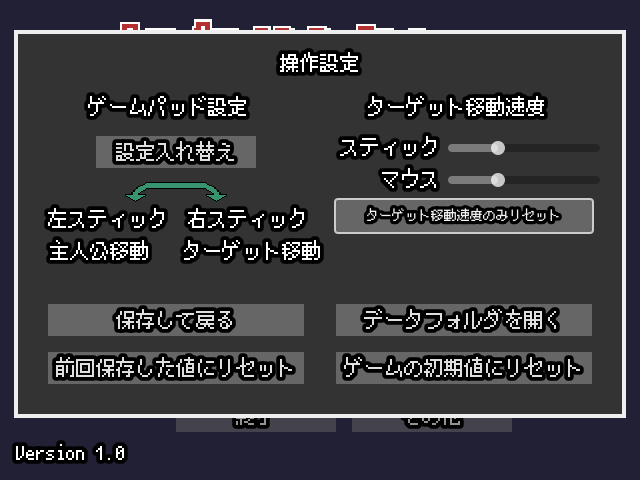 操作設定
ゲームパッド設定
設定入れ替え
左スティック 右スティック
主人公移動 ターゲット移動
ターゲット移動速度
スティック
マウス
ターゲット移動速度のみリセット
保存して戻る
データフォルダを開く
前回保存した値にリセット
ゲームの初期値にリセット
Version 1.0